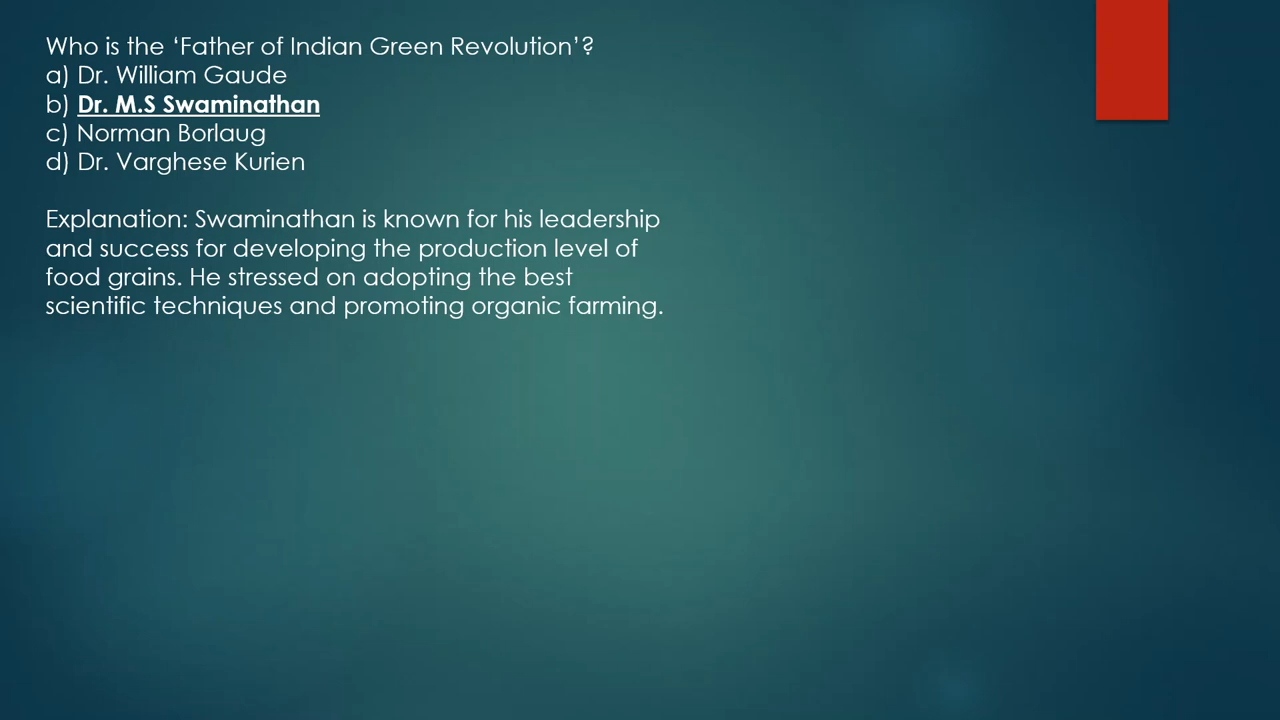 Who is the ‘Father of Indian Green Revolution’?
a) Dr. William Gaude
b) Dr. M.S Swaminathan
c) Norman Borlaug
d) Dr. Varghese Kurien
Explanation: Swaminathan is known for his leadership
and success for developing the production level of
food grains. He stressed on adopting the best
scientific techniques and promoting organic farming.